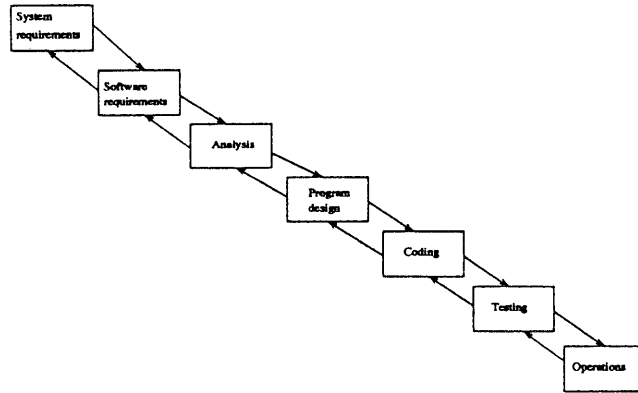 System
requirements
Software
requirements
Analysis
Program
design
Coding
Testing
Operations